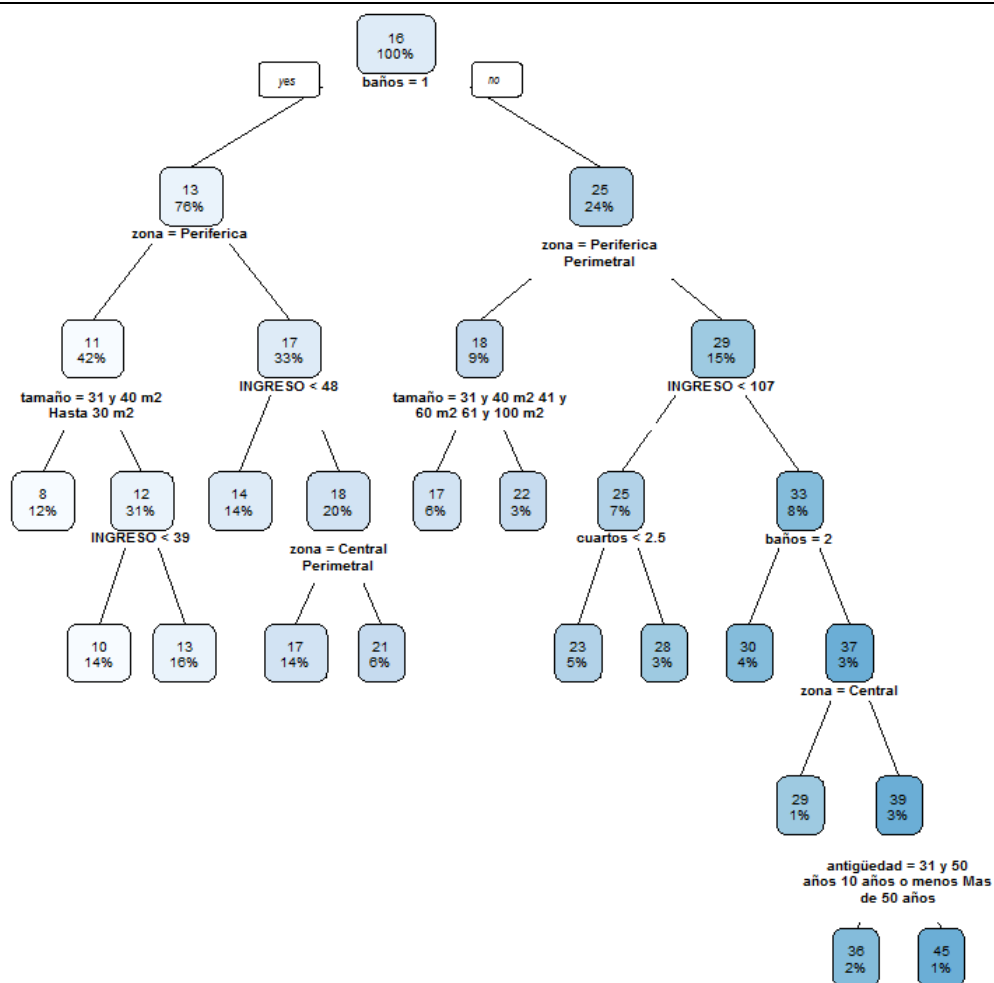 16
100%
yes
baños = 1
no
13
76%
25
24%
zona = Periferica
zona = Periferica
Perimetral
11
42%
17
33%
18
9%
29
15%
tamaño = 31 y 40 m2
Hasta 30 m2
INGRESO < 48
tamaño = 31 y 40 m2 41 y
60 m2 61 y 100 m2
INGRESO < 107
8
12%
12
31%
14
14%
18
20%
17
6%
22
3%
25
7%
33
8%
INGRESO < 39
zona = Central
Perimetral
cuartos < 2.5
baños = 2
10
14%
13
16%
17
14%
21
6%
23
5%
28
3%
30
4%
37
3%
zona = Central
29
1%
39
3%
antigüedad = 31 y 50
años 10 años o menos Mas
de 50 años
36
2%
45
1%